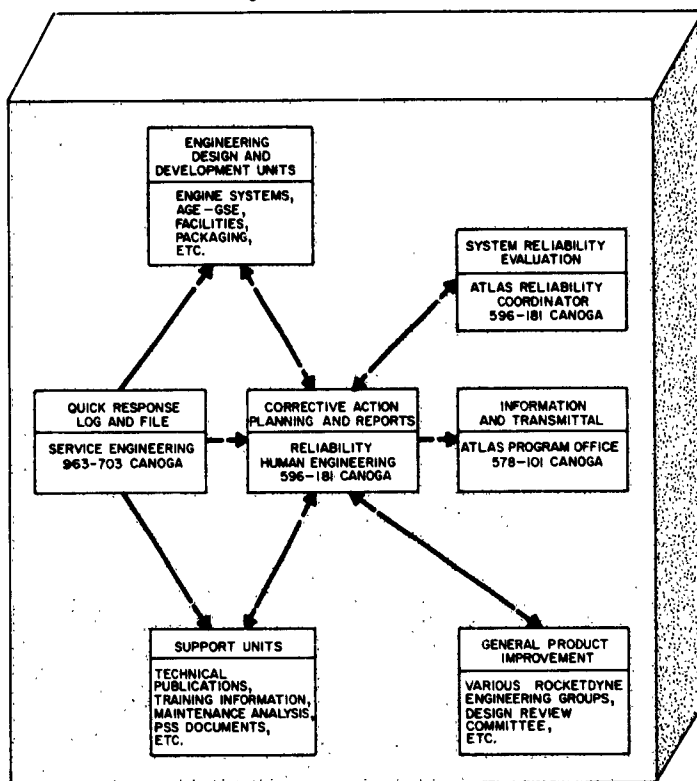 ENGINEERING
DESIGN AND
DEVELOPMENT UNITS
ENGINE SYSTEMS,
AGE-GSE,
FACILITIES,
PACKAGING,
ETC.
SYSTEM RELIABILITY
EVALUATION
ATLAS RELIABILITY
COORDINATOR
596-181 CANOGA
QUICK RESPONSE
LOG AND FILE
SERVICE ENGINEERING
963-703 CANOGA
CORRECTIVE ACTION
PLANNING AND REPORTS
RELIABILITY
HUMAN ENGINEERING
596-181 CANOGA
INFORMATION
AND TRANSMITTAL
ATLAS PROGRAM OFFICE
578-101 CANOGA
SUPPORT UNITS
TECHNICAL
PUBLICATIONS,
TRAINING INFORMATION,
MAINTENANCE ANALYSIS,
PSS DOCUMENTS,
ETC.
GENERAL PRODUCT
IMPROVEMENT
VARIOUS ROCKETDYNE
ENGINEERING GROUPS,
DESIGN REVIEW
COMMITTEE,
ETC.